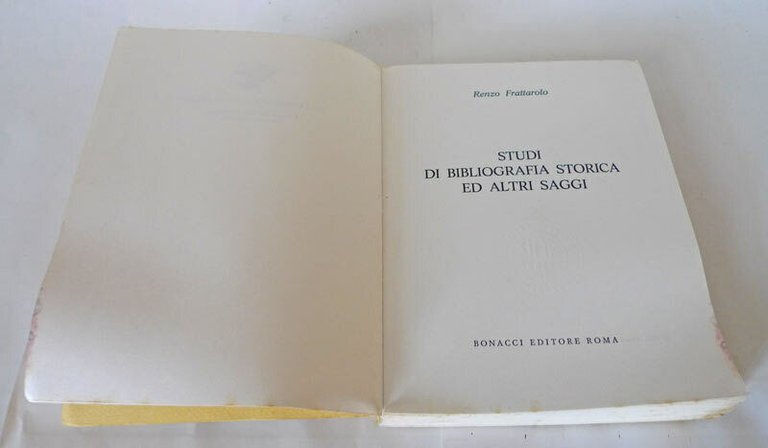 Renzo Frattarolo
STUDI
DI BIBLIOGRAFIA STORICA
ED ALTRI SAGGI
BONACCI EDITORE ROMA